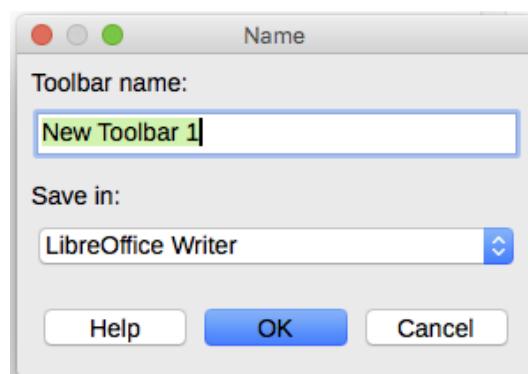 Name
Toolbar name:
New Toolbar 1
Save in:
LibreOffice Writer
Help OK Cancel